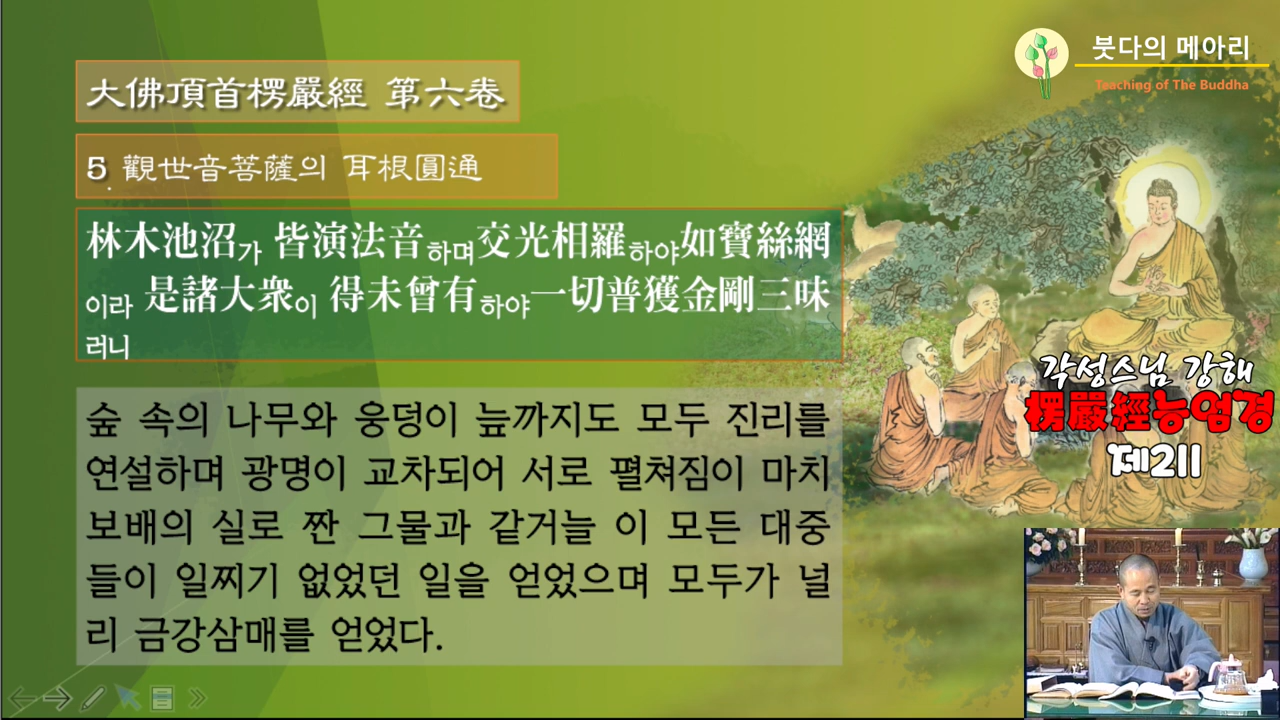 大佛頂首楞嚴經 第六卷
5. 觀世音菩薩의 耳根圓通
林木池沼가 皆演法音하며交光相羅하야如寶絲網
이라 是諸大衆이 得未曾有하야一切普獲金剛三昧
러니
숲 속의 나무와 웅덩이 늪까지도 모두 진리를
연설하며 광명이 교차되어 서로 펼쳐짐이 마치
보배의 실로 짠 그물과 같거늘 이 모든 대중
들이 일찌기 없었던 일을 얻었으며 모두가 널
리 금강삼매를 얻었다.
붓다의 메아리
Teaching of The Buddha
각성스님 강해
楞嚴經능엄경
제211